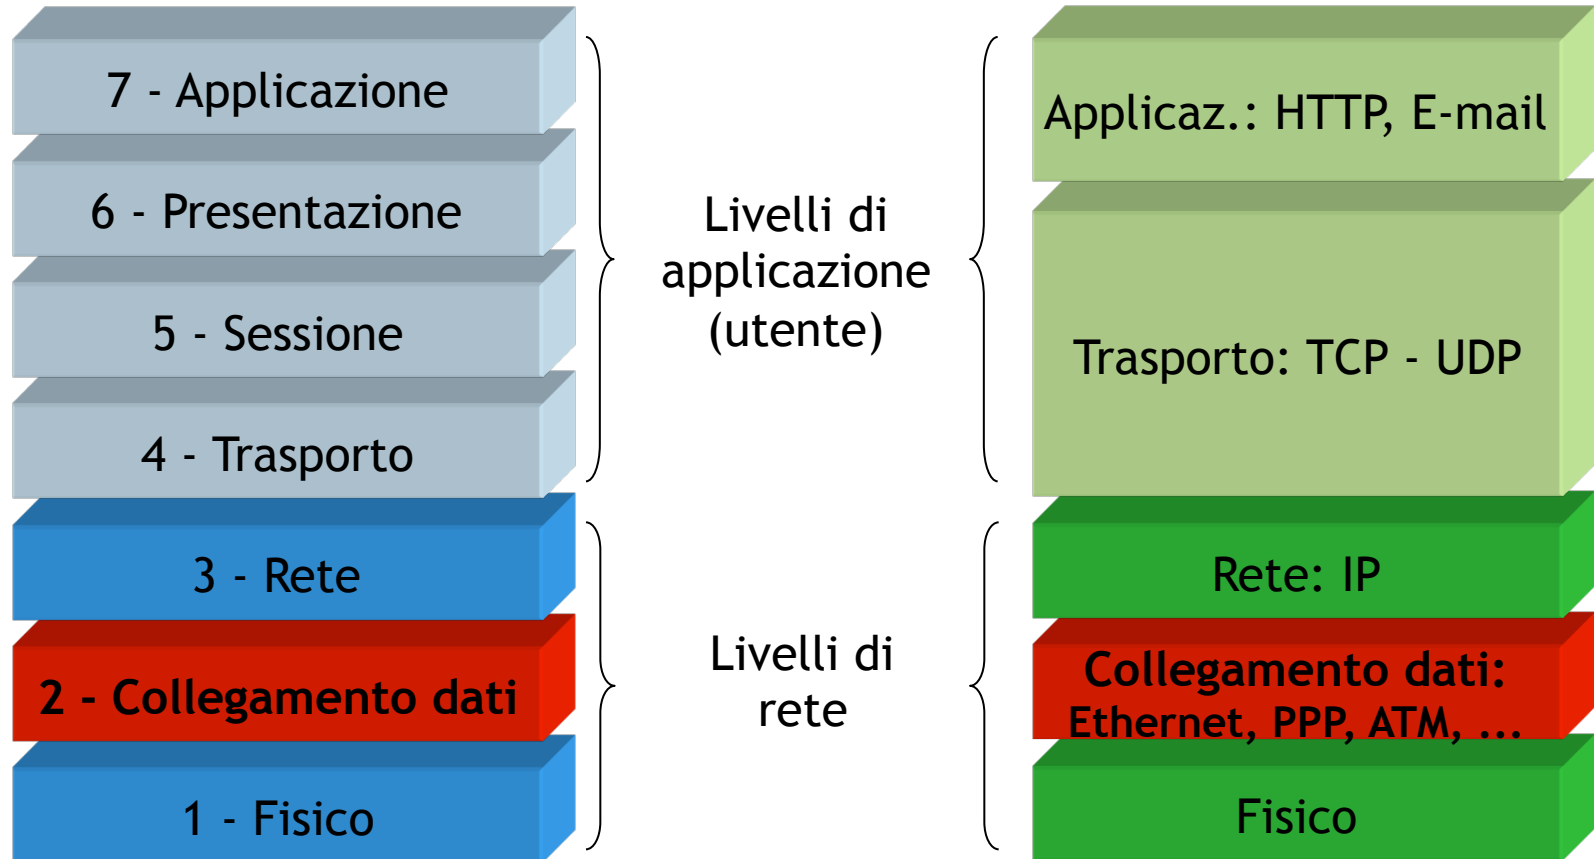 7 - Applicazione
6 - Presentazione
5 - Sessione
4 - Trasporto
3 - Rete
2 - Collegamento dati
1 - Fisico
Livelli di
applicazione
(utente)
Livelli di
rete
Applicaz.: HTTP, E-mail
Trasporto: TCP - UDP
Rete: IP
Collegamento dati:
Ethernet, PPP, ATM, ...
Fisico